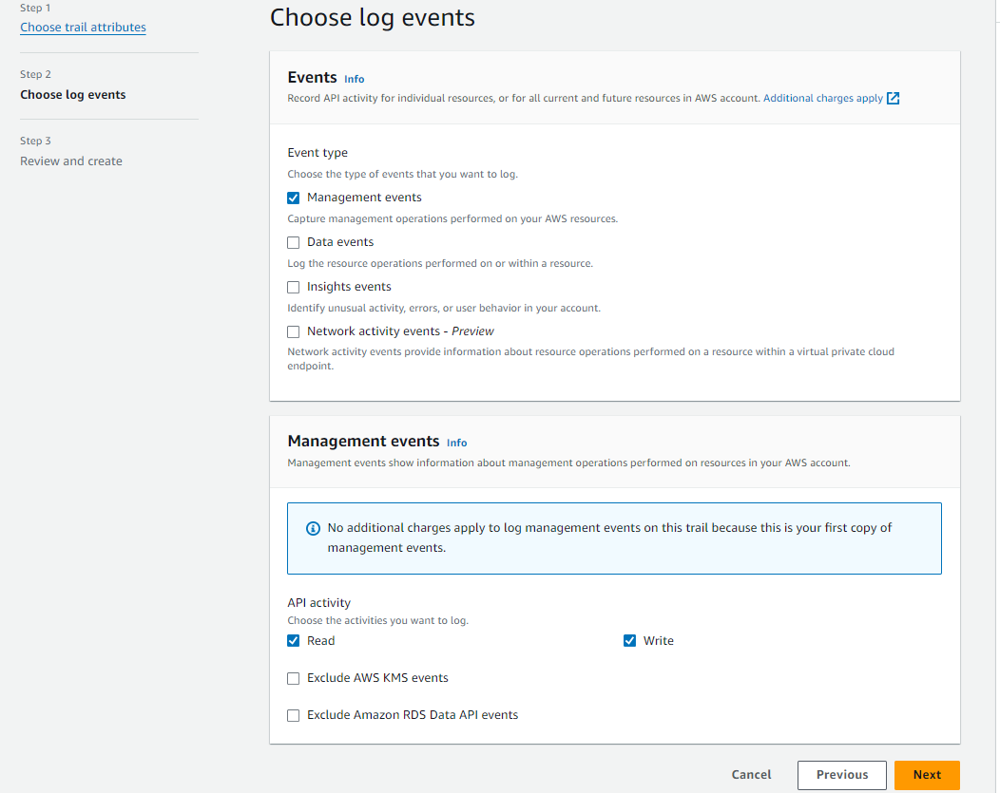 Step 1
Choose trail attributes
Step 2
Choose log events
Step 3
Review and create
Choose log events
Events Info
Record API activity for individual resources, or for all current and future resources in AWS account. Additional charges apply
Event type
Choose the type of events that you want to log.
Management events
Capture management operations performed on your AWS resources.
Data events
Log the resource operations performed on or within a resource.
Insights events
Identify unusual activity, errors, or user behavior in your account.
Network activity events - Preview
Network activity events provide information about resource operations performed on a resource within a virtual private cloud
endpoint.
Management events Info
Management events show information about management operations performed on resources in your AWS account.
No additional charges apply to log management events on this trail because this is your first copy of
management events.
API activity
Choose the activities you want to log.
Read Write
Exclude AWS KMS events
Exclude Amazon RDS Data API events
Cancel Previous Next